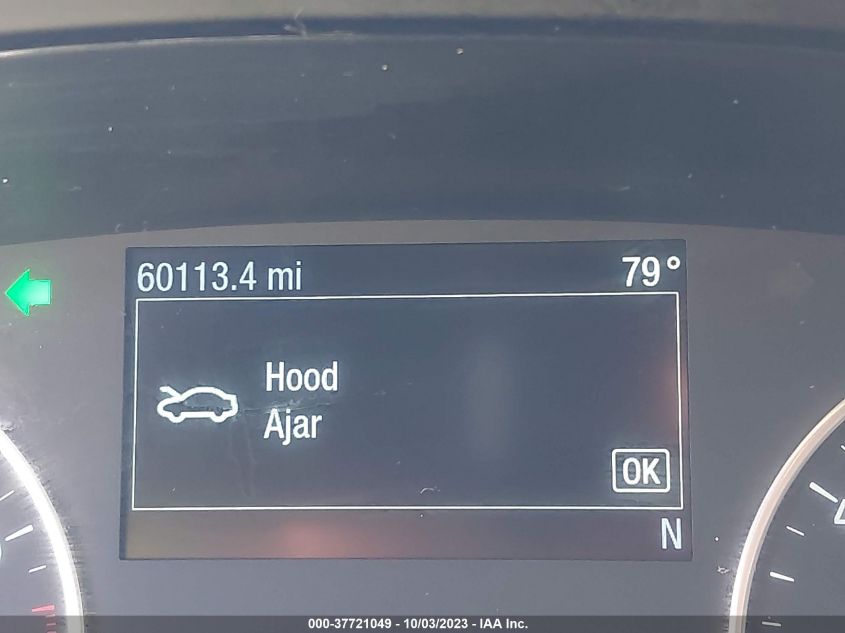 60113.4 mi 79°
Hood
Ajar
OK
N
000-37721049 - 10/03/2023 - IAA Inc.